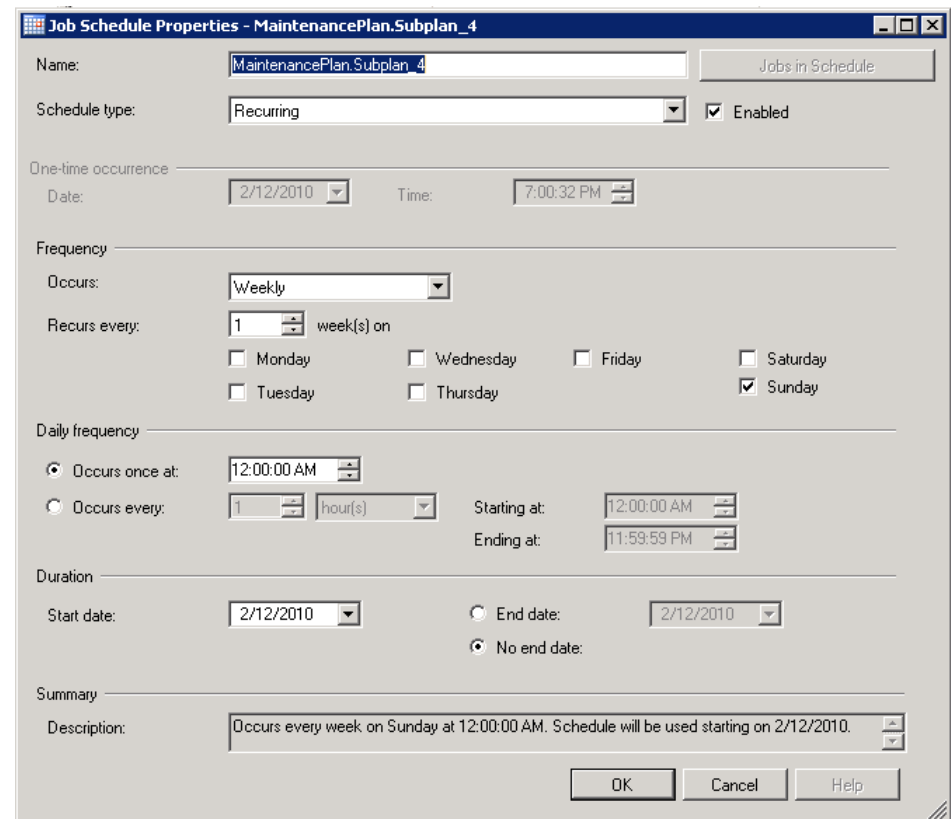 Job Schedule Properties - MaintenancePlan.Subplan_4
Name: MaintenancePlan.Subplan_4 Jobs in Schedule
Schedule type: Recurring Enabled
One-time occurrence
Date: 2/12/2010 Time: 7:00:32 PM
Frequency
Occurs: Weekly
Recurs every: 1 week(s) on
Monday Wednesday Friday Saturday
Tuesday Thursday Sunday
Daily frequency
Occurs once at: 12:00:00 AM
Occurs every: 1 hour(s) Starting at: 12:00:00 AM
Ending at: 11:59:59 PM
Duration
Start date: 2/12/2010 End date: 2/12/2010
No end date:
Summary
Description: Occurs every week on Sunday at 12:00:00 AM. Schedule will be used starting on 2/12/2010.
OK Cancel Help